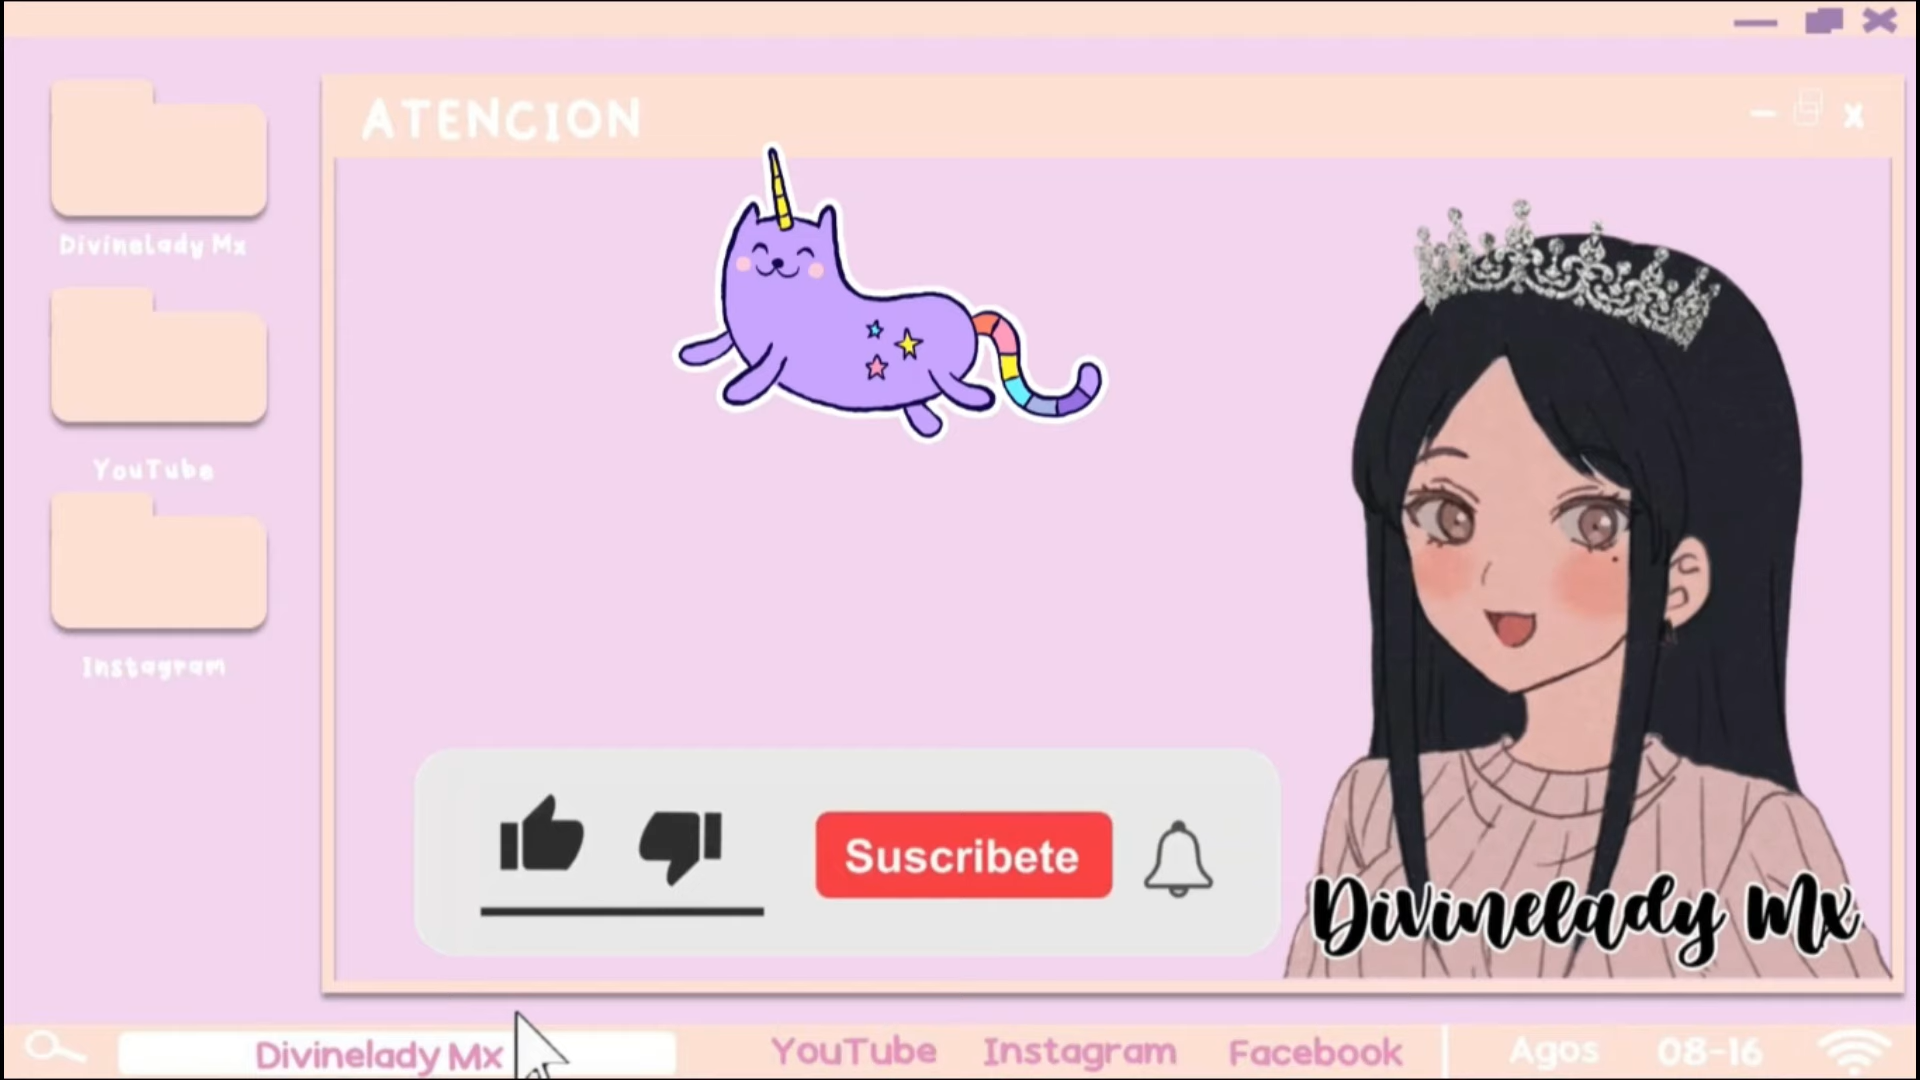 ATENCION
DivineLady Mx
YouTube
Instagram
Suscribete
Divinelady Mx
Divinelady Mx
YouTube
Instagram
Facebook
Agos
08-16